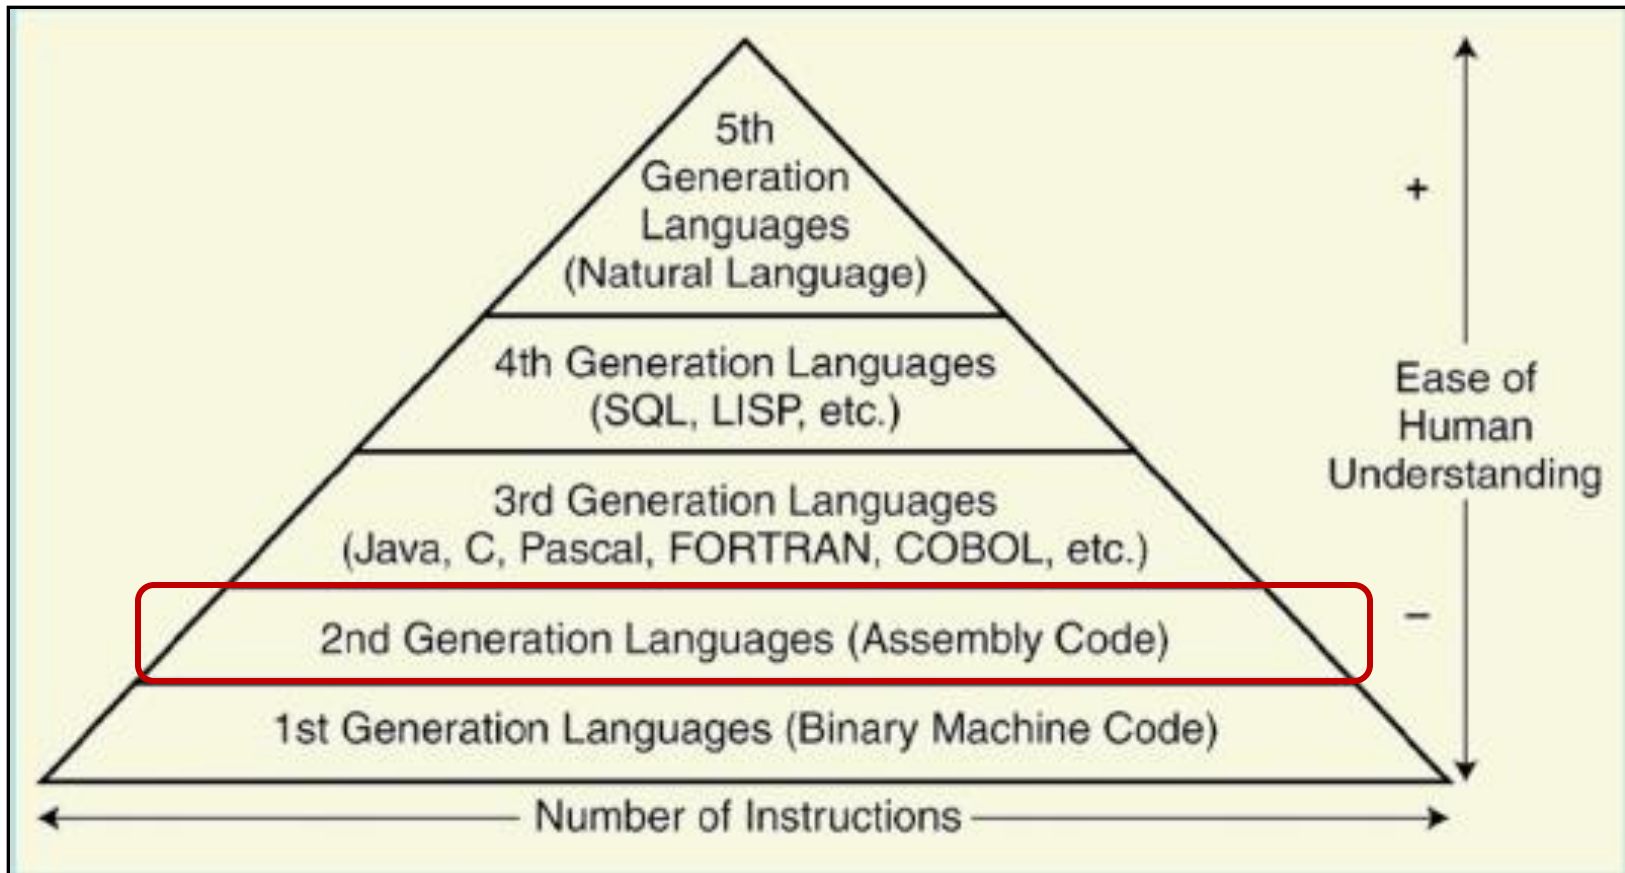 5th
Generation
Languages
(Natural Language)
4th Generation Languages
(SQL, LISP, etc.)
3rd Generation Languages
(Java, C, Pascal, FORTRAN, COBOL, etc.)
2nd Generation Languages (Assembly Code)
1st Generation Languages (Binary Machine Code)
Number of Instructions
+
Ease of
Human
Understanding
–